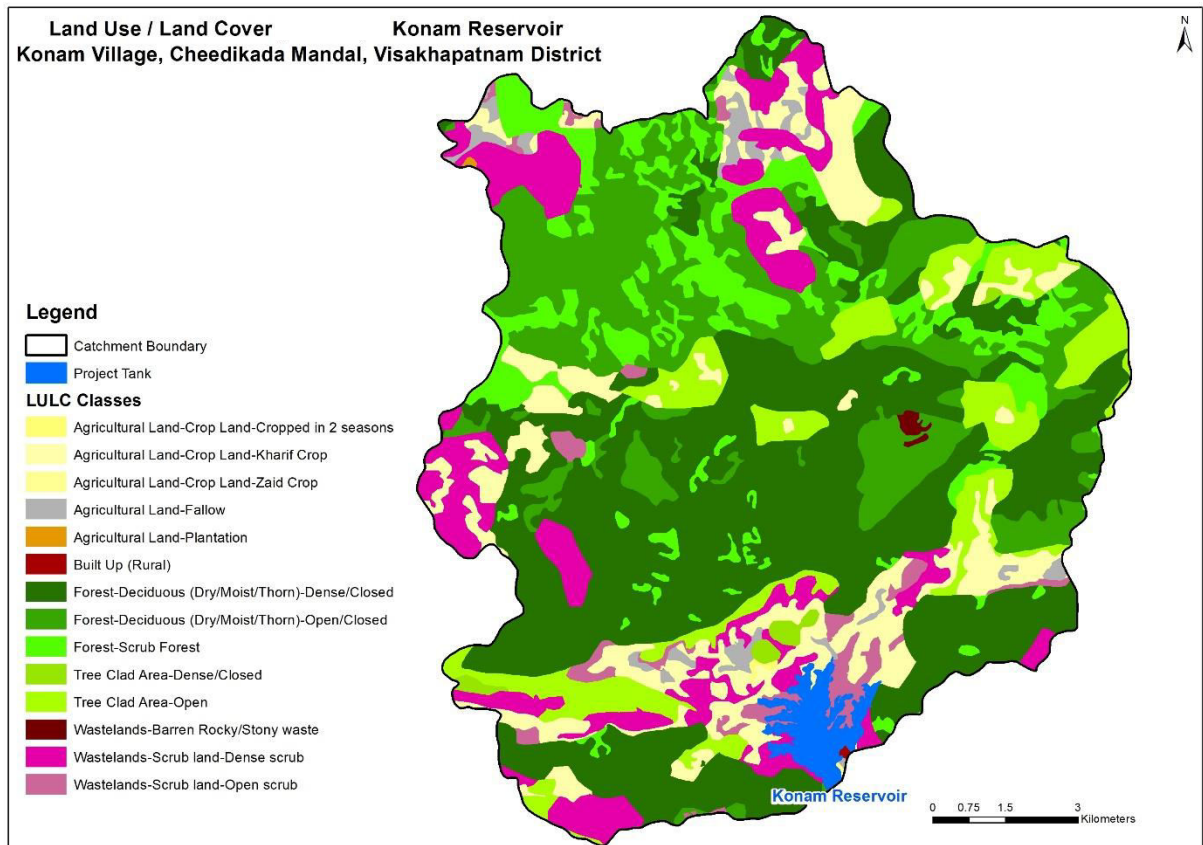 Land Use / Land Cover Konam Reservoir
Konam Village, Cheedikada Mandal, Visakhapatnam District
N
Legend
Catchment Boundary
Project Tank
LULC Classes
Agricultural Land-Crop Land-Cropped in 2 seasons
Agricultural Land-Crop Land-Kharif Crop
Agricultural Land-Crop Land-Zaid Crop
Agricultural Land-Fallow
Agricultural Land-Plantation
Built Up (Rural)
Forest-Deciduous (Dry/Moist/Thorn)-Dense/Closed
Forest-Deciduous (Dry/Moist/Thorn)-Open/Closed
Forest-Scrub Forest
Tree Clad Area-Dense/Closed
Tree Clad Area-Open
Wastelands-Barren Rocky/Stony waste
Wastelands-Scrub land-Dense scrub
Wastelands-Scrub land-Open scrub
Konam Reservoir
0 0.75 1.5 3
Kilometers